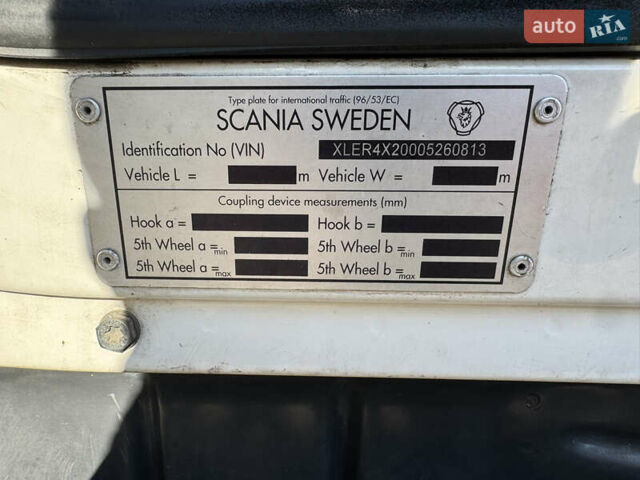 auto RIA .com
Type plate for international traffic (96/53/EC)
SCANIA SWEDEN
Identification No (VIN) XLER4X20005260813
Vehicle L = m Vehicle W = m
Coupling device measurements (mm)
Hook a = Hook b =
5th Wheel a = min 5th Wheel b = min
5th Wheel a = max 5th Wheel b = max